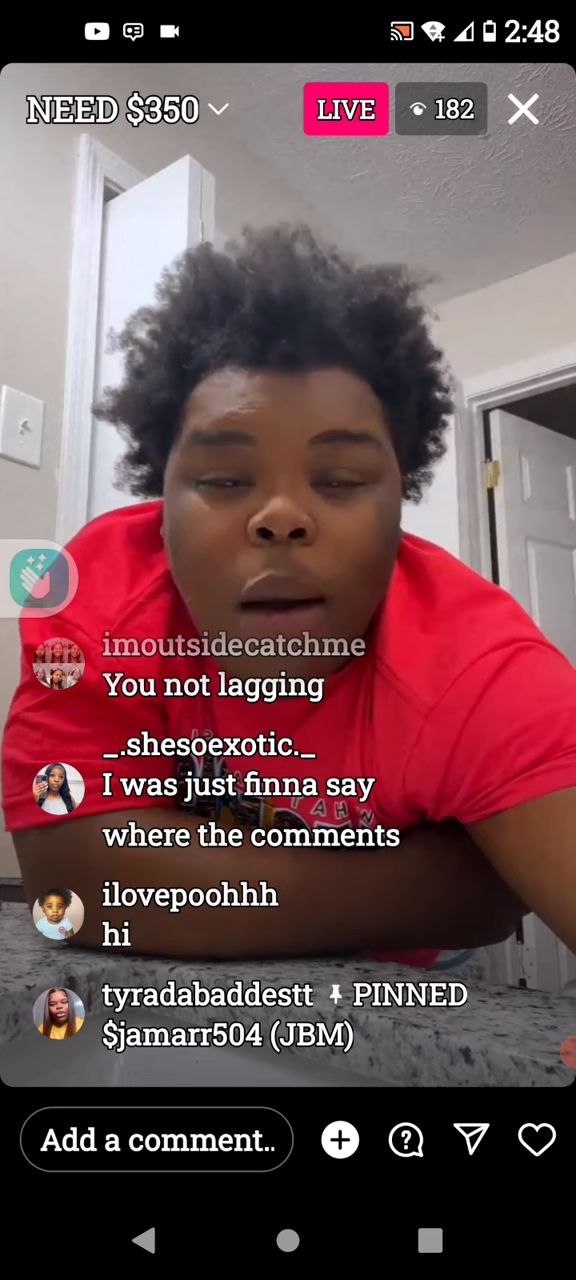 2:48
NEED $350
LIVE
182
imoutsidecatchme
You not lagging
_.shesoexotic._
I was just finna say
where the comments
ilovepoohhh
hi
tyradabaddestt PINNED
$jamarr504 (JBM)
Add a comment..